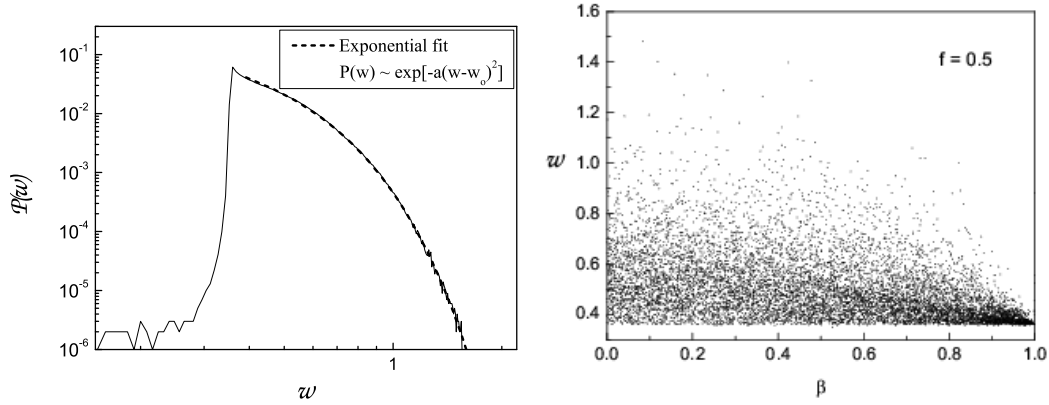 10⁻¹
10⁻²
10⁻³
10⁻⁴
10⁻⁵
10⁻⁶
P(w)
Exponential fit
P(w) ~ exp[-a(w-wₒ)²]
1
w
1.6
1.4
1.2
1.0
0.8
0.6
0.4
w
f = 0.5
0.0 0.2 0.4 0.6 0.8 1.0
β